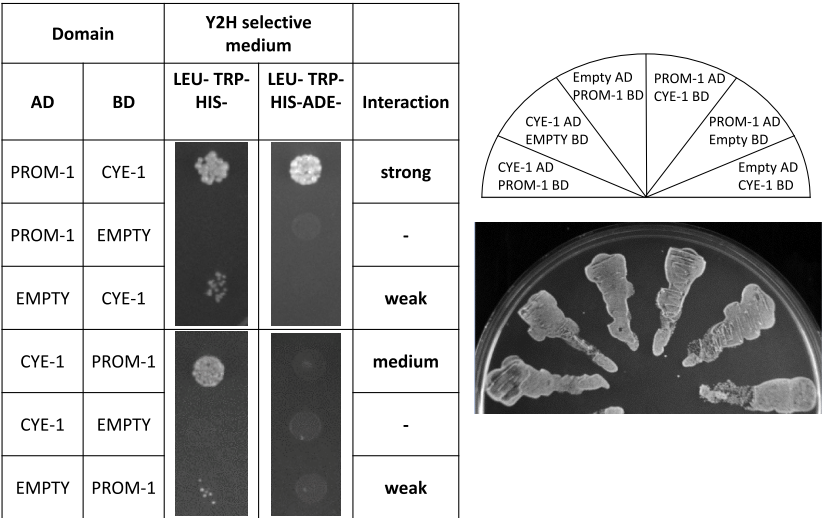 Domain
Y2H selective
medium
AD
BD
LEU- TRP-
HIS-
LEU- TRP-
HIS-ADE-
Interaction
PROM-1
CYE-1
strong
PROM-1
EMPTY
-
EMPTY
CYE-1
weak
CYE-1
PROM-1
medium
CYE-1
EMPTY
-
EMPTY
PROM-1
weak
CYE-1 AD
PROM-1 BD
CYE-1 AD
EMPTY BD
Empty AD
PROM-1 BD
PROM-1 AD
CYE-1 BD
PROM-1 AD
Empty BD
Empty AD
CYE-1 BD